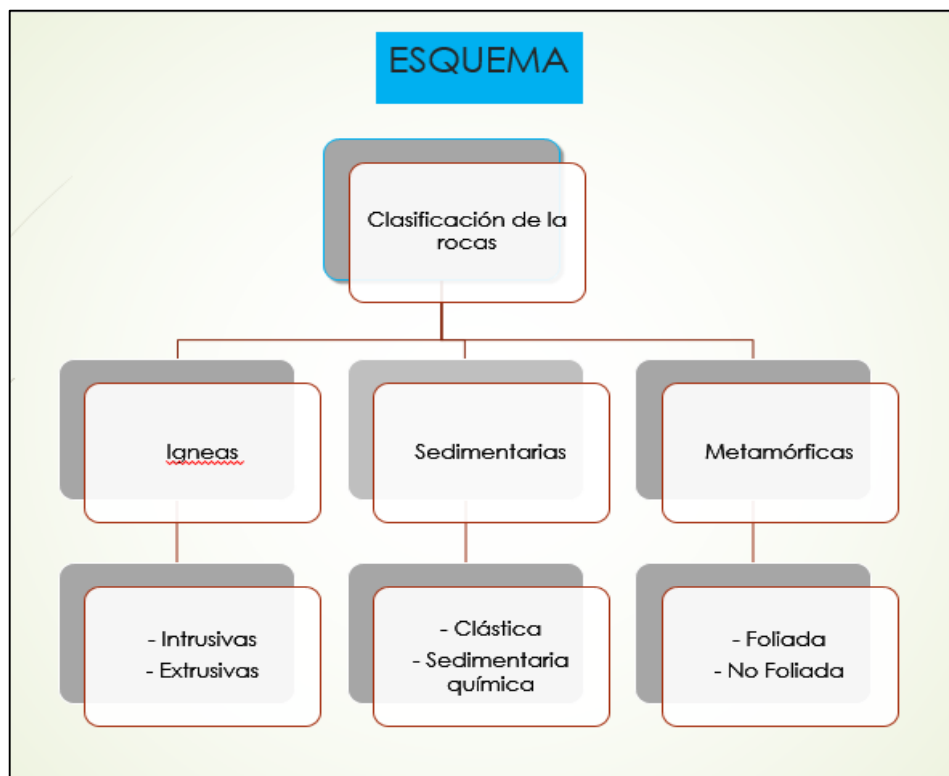 ESQUEMA
Clasificación de la
rocas
Igneas
Sedimentarias
Metamórficas
- Intrusivas
- Extrusivas
- Clástica
- Sedimentaria
química
- Foliada
- No Foliada